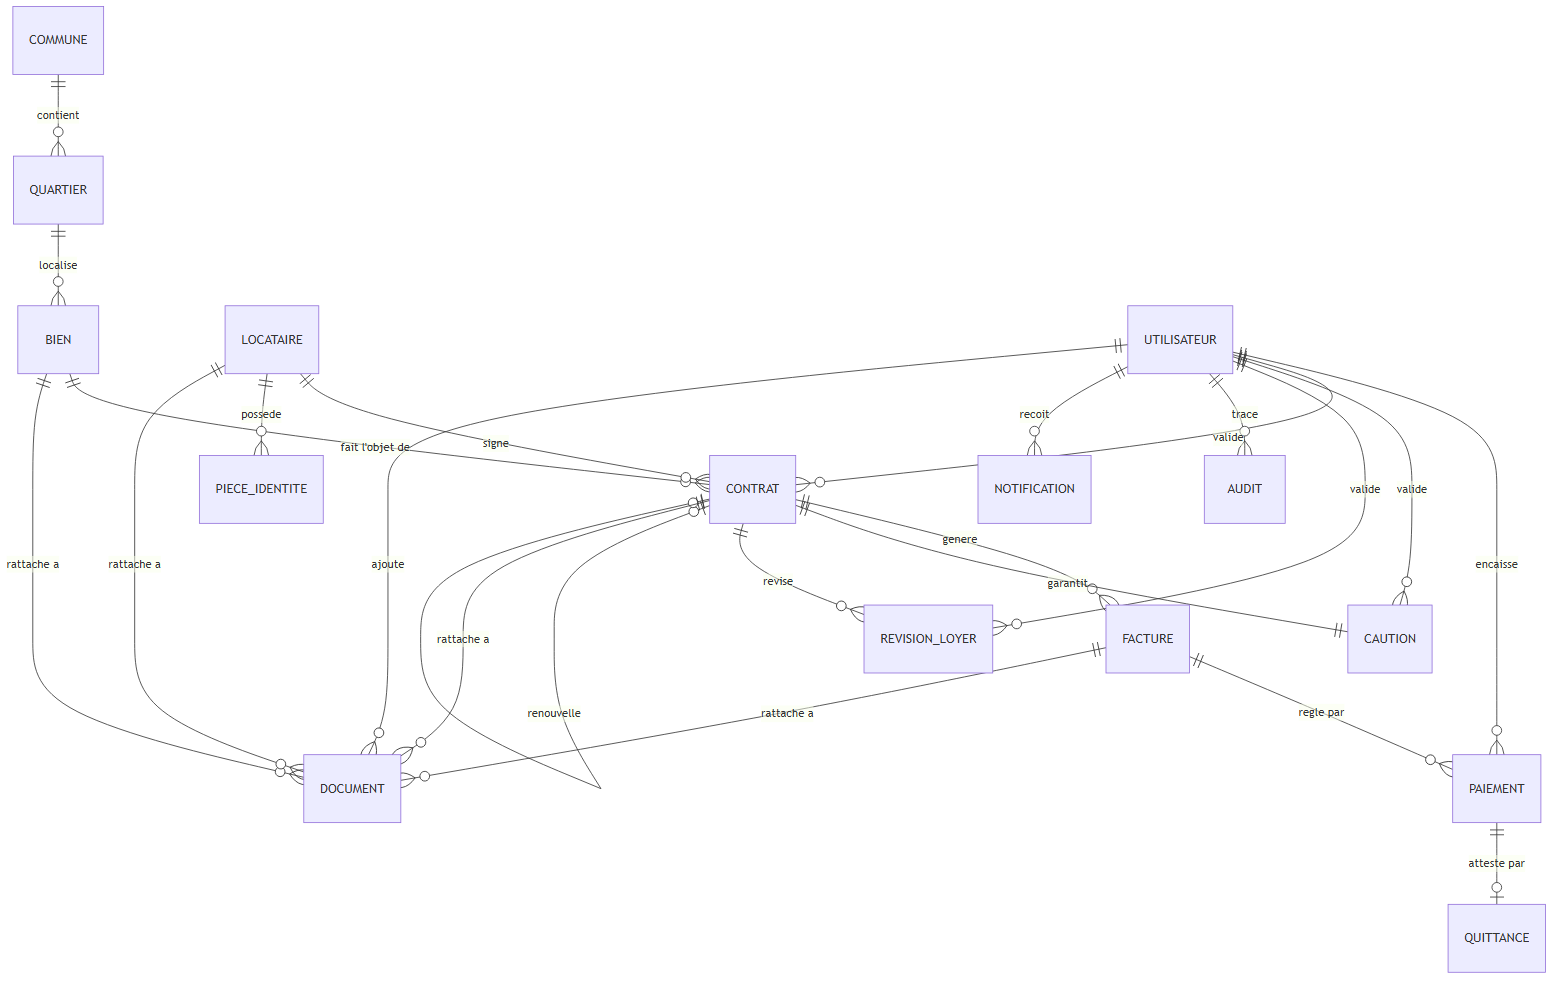 COMMUNE
contient
QUARTIER
localise
BIEN
LOCATAIRE
UTILISATEUR
possede
recoit
trace
fait l'objet de
signe
valide
PIECE_IDENTITE
CONTRAT
NOTIFICATION
AUDIT
valide
valide
genere
rattache a
rattache a
ajoute
encaisse
revise
garantit
rattache a
REVISION_LOYER
FACTURE
CAUTION
renouvelle
rattache a
regle par
DOCUMENT
PAIEMENT
atteste par
QUITTANCE